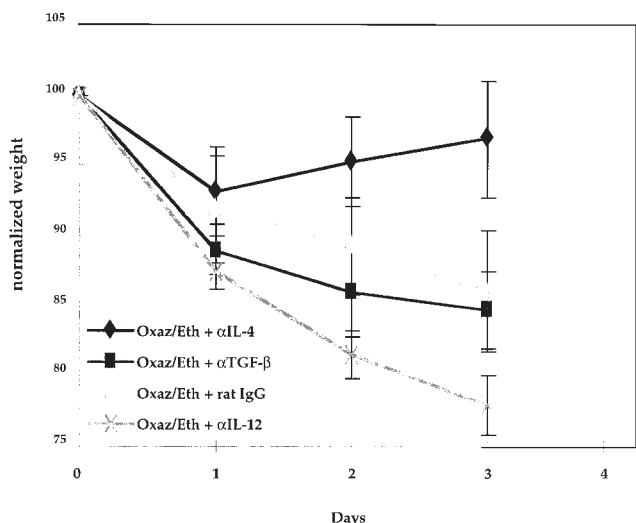 105
100
95
90
85
80
75
normalized weight
Oxaz/Eth + αIL-4
Oxaz/Eth + αTGF-β
Oxaz/Eth + rat IgG
Oxaz/Eth + αIL-12
0 1 2 3 4
Days